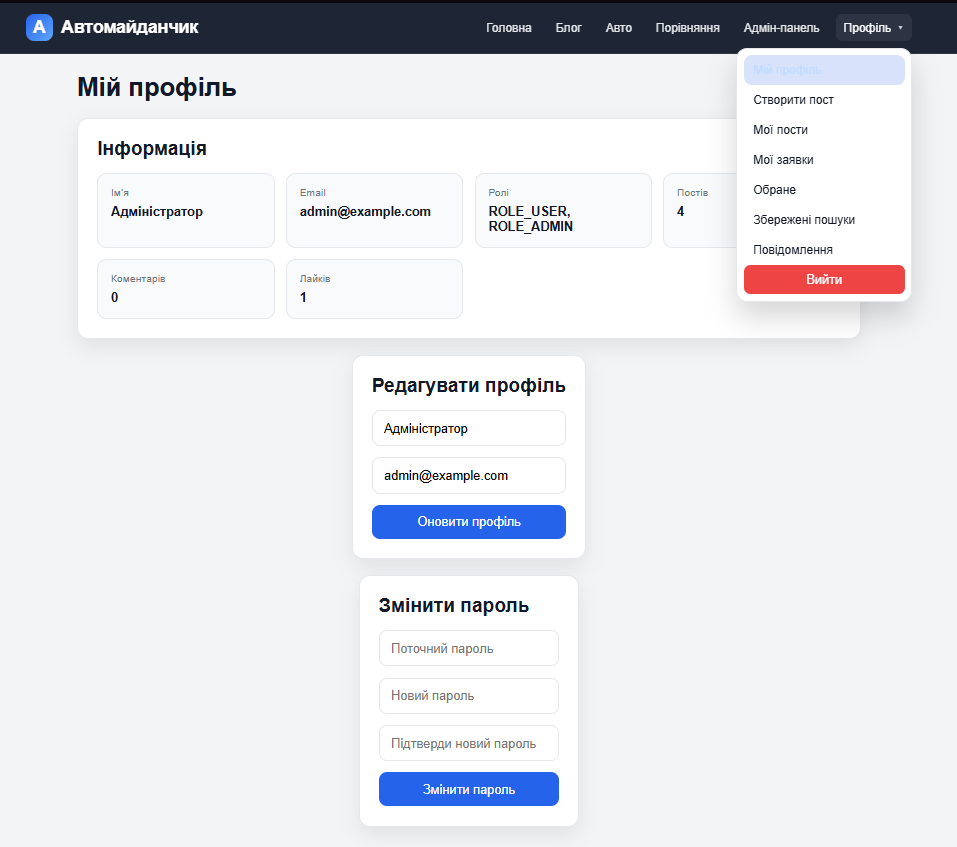 A Автомайданчик
Головна Блог Авто Порівняння Адмін-панель Профіль
Мій профіль
Створити пост
Мої пости
Мої заявки
Обране
Збережені пошуки
Повідомлення
Вийти
Мій профіль
Інформація
Ім'я
Адміністратор
Email
admin@example.com
Ролі
ROLE_USER,
ROLE_ADMIN
Постів
4
Коментарів
0
Лайків
1
Редагувати профіль
Адміністратор
admin@example.com
Оновити профіль
Змінити пароль
Поточний пароль
Новий пароль
Підтверди новий пароль
Змінити пароль